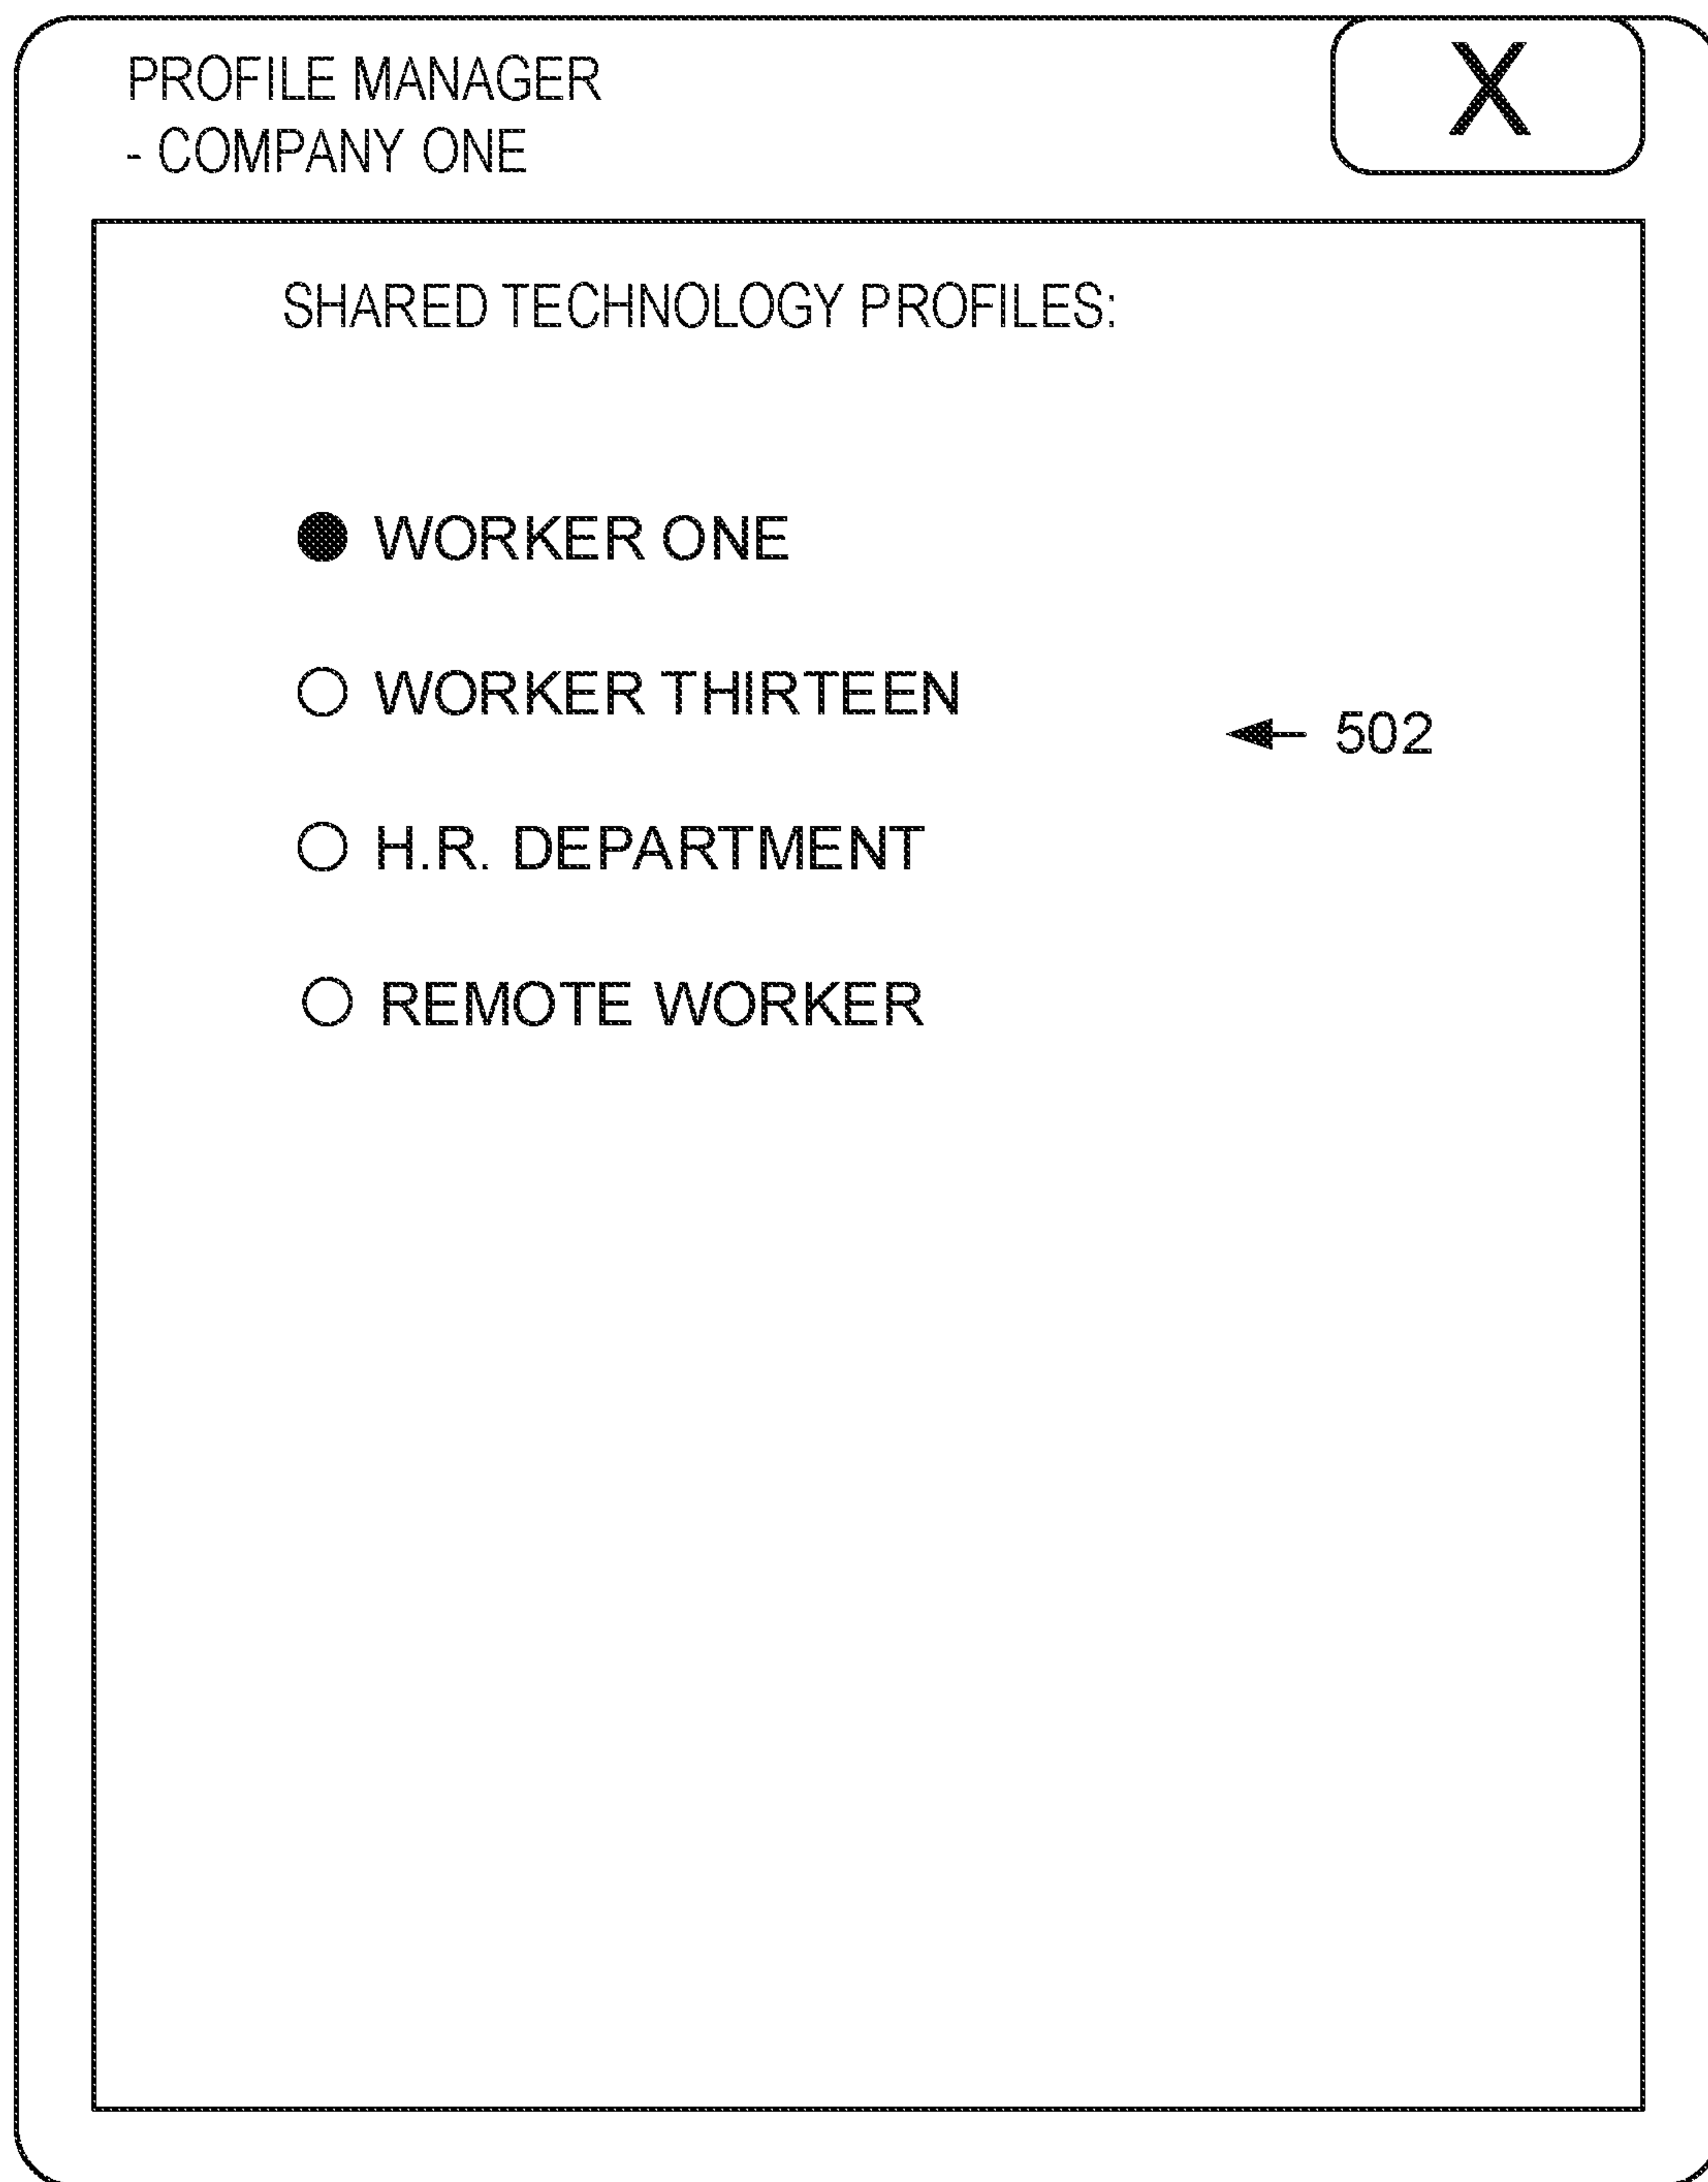 PROFILE MANAGER
- COMPANY ONE
X
SHARED TECHNOLOGY PROFILES:
WORKER ONE
WORKER THIRTEEN
502
H.R. DEPARTMENT
REMOTE WORKER